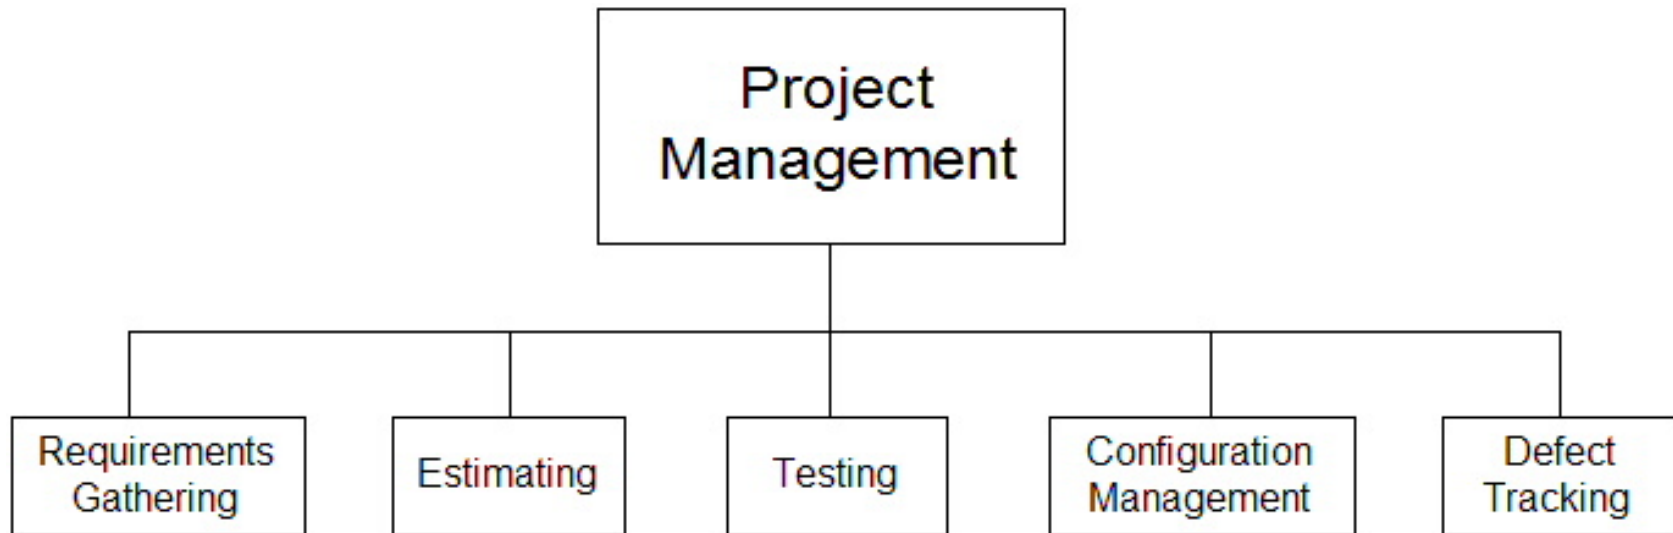 Project
Management
Requirements
Gathering
Estimating
Testing
Configuration
Management
Defect
Tracking